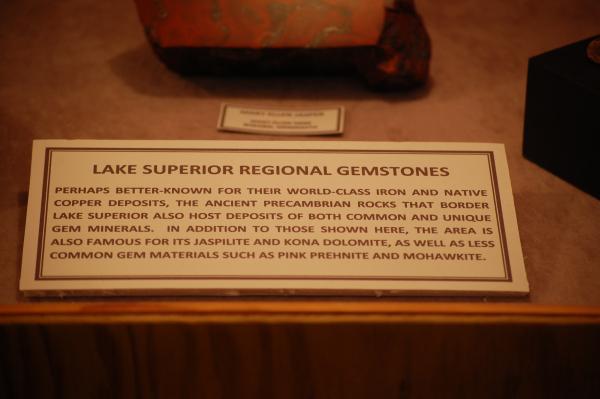 LAKE SUPERIOR REGIONAL GEMSTONES
PERHAPS BETTER-KNOWN FOR THEIR WORLD-CLASS IRON AND NATIVE
COPPER DEPOSITS, THE ANCIENT PRECAMBRIAN ROCKS THAT BORDER
LAKE SUPERIOR ALSO HOST DEPOSITS OF BOTH COMMON AND UNIQUE
GEM MINERALS. IN ADDITION TO THOSE SHOWN HERE, THE AREA IS
ALSO FAMOUS FOR ITS JASPILITE AND KONA DOLOMITE, AS WELL AS LESS
COMMON GEM MATERIALS SUCH AS PINK PREHNITE AND MOHAWKITE.